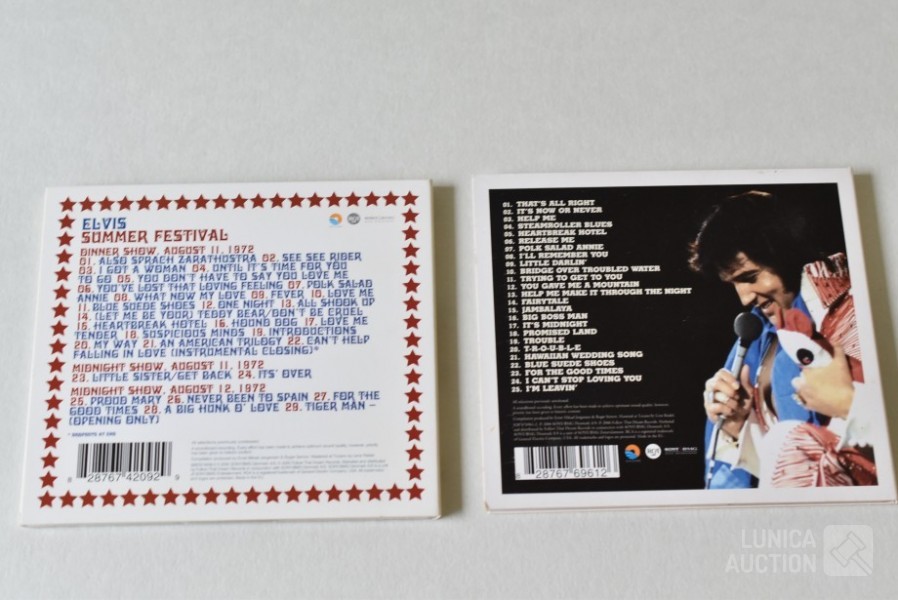 ELVIS
SUMMER FESTIVAL
DINNER SHOW, AUGUST 11, 1972
01. ALSO SPRACH ZARATHUSTRA 02. SEE SEE RIDER
03. I GOT A WOMAN 04. UNTIL IT'S TIME FOR YOU
TO GO 05. YOU DON'T HAVE TO SAY YOU LOVE ME
06. YOU'VE LOST THAT LOVING FEELING 07. POLK SALAD
ANNIE 08. WHAT NOW MY LOVE 09. FEVER 10. LOVE ME
11. BLUE SUEDE SHOES 12. ONE NIGHT 13. ALL SHOOK UP
14. (LET ME BE YOUR) TEDDY BEAR/DON'T BE CRUEL
15. HEARTBREAK HOTEL 16. HOUND DOG 17. LOVE ME
TENDER 18. SUSPICIOUS MINDS 19. INTRODUCTIONS
20. MY WAY 21. AN AMERICAN TRILOGY 22. CAN'T HELP
FALLING IN LOVE (INSTRUMENTAL CLOSING)*
MIDNIGHT SHOW, AUGUST 11, 1972
23. LITTLE SISTER/GET BACK 24. ITS' OVER
MIDNIGHT SHOW, AUGUST 12, 1972
25. PROUD MARY 26. NEVER BEEN TO SPAIN 27. FOR THE
GOOD TIMES 28. A BIG HUNK O' LOVE 29. TIGER MAN –
(OPENING ONLY)
8 28767 42092 9
01. THAT'S ALL RIGHT
02. IT'S NOW OR NEVER
03. HELP ME
04. STEAMROLLER BLUES
05. HEARTBREAK HOTEL
06. RELEASE ME
07. POLK SALAD ANNIE
08. I'LL REMEMBER YOU
09. LITTLE DARLIN'
10. BRIDGE OVER TROUBLED WATER
11. TRYING TO GET TO YOU
12. YOU GAVE ME A MOUNTAIN
13. HELP ME MAKE IT THROUGH THE NIGHT
14. FAIRYTALE
15. JAMBALAYA
16. BIG BOSS MAN
17. IT'S MIDNIGHT
18. PROMISED LAND
19. TROUBLE
20. T-R-O-U-B-L-E
21. HAWAIIAN WEDDING SONG
22. BLUE SUEDE SHOES
23. FOR THE GOOD TIMES
24. I CAN'T STOP LOVING YOU
25. I'M LEAVIN'
8 28767 69612
LUNICA
AUCTION